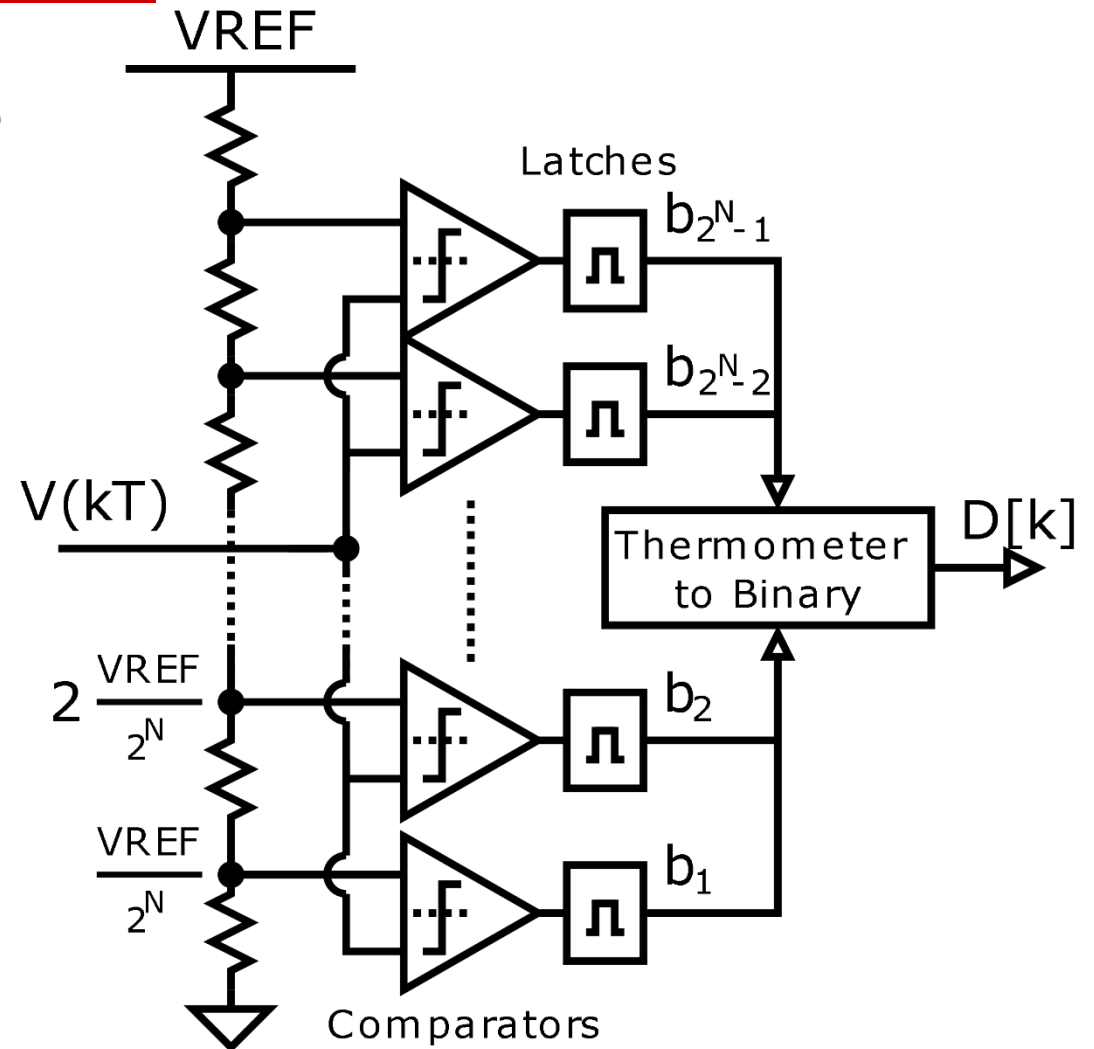 VREF
Latches
b2ᴺ-1
b2ᴺ-2
V(kT)
Thermometer
to Binary
D[k]
2 VREF
2ᴺ
b₂
VREF
2ᴺ
b₁
Comparators